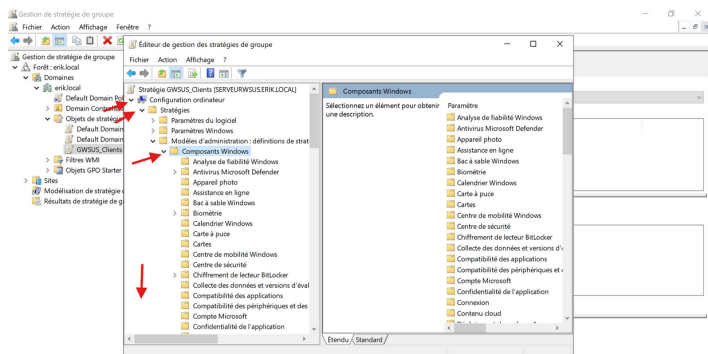 Gestion de stratégie de groupe
Fichier Action Affichage Fenêtre ?
Gestion de stratégie de groupe
Forêt : erik.local
Domaines
erik.local
Default Domain Pol
Domain Controlle
Objets de stratégi
Default Domain
Default Domain
GWSUS_Clients
Filtres WMI
Objets GPO Starter
Sites
Modélisation de stratégie
Résultats de stratégie de g
Éditeur de gestion des stratégies de groupe
Fichier Action Affichage ?
Stratégie GWSUS_Clients [SERVEURWSUS.ERIK.LOCAL]
Configuration ordinateur
Stratégies
Paramètres du logiciel
Paramètres Windows
Modèles d'administration : définitions de strat
Composants Windows
Analyse de fiabilité Windows
Antivirus Microsoft Defender
Appareil photo
Assistance en ligne
Bac à sable Windows
Biométrie
Calendrier Windows
Carte à puce
Cartes
Centre de mobilité Windows
Centre de sécurité
Chiffrement de lecteur BitLocker
Collecte des données et versions d'éval
Compatibilité des applications
Compatibilité des périphériques et des
Compte Microsoft
Confidentialité de l'application
Composants Windows
Sélectionnez un élément pour obtenir
une description.
Paramètre
Analyse de fiabilité Windows
Antivirus Microsoft Defender
Appareil photo
Assistance en ligne
Bac à sable Windows
Biométrie
Calendrier Windows
Carte à puce
Cartes
Centre de mobilité Windows
Centre de sécurité
Chiffrement de lecteur BitLocker
Collecte des données et versions d'
Compatibilité des applications
Compatibilité des périphériques et
Compte Microsoft
Confidentialité de l'application
Connexion
Contenu cloud
Étendu Standard